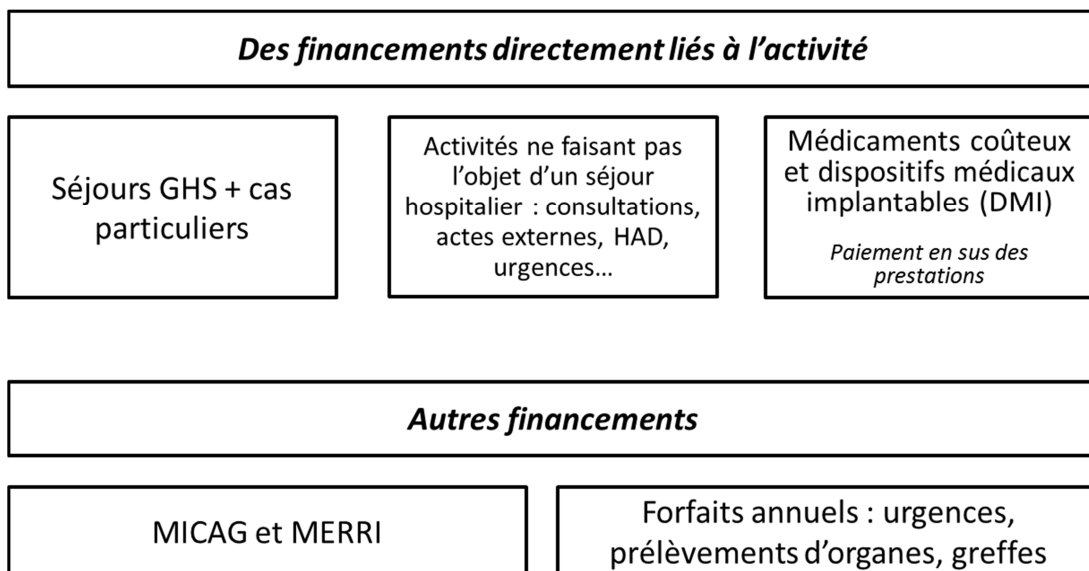 Des financements directement liés à l'activité
Séjours GHS + cas
particuliers
Activités ne faisant pas
l'objet d'un séjour
hospitalier : consultations,
actes externes, HAD,
urgences…
Médicaments coûteux
et dispositifs médicaux
implantables (DMI)
Paiement en sus des
prestations
Autres financements
MICAG et MERRI
Forfaits annuels : urgences,
prélèvements d'organes, greffes